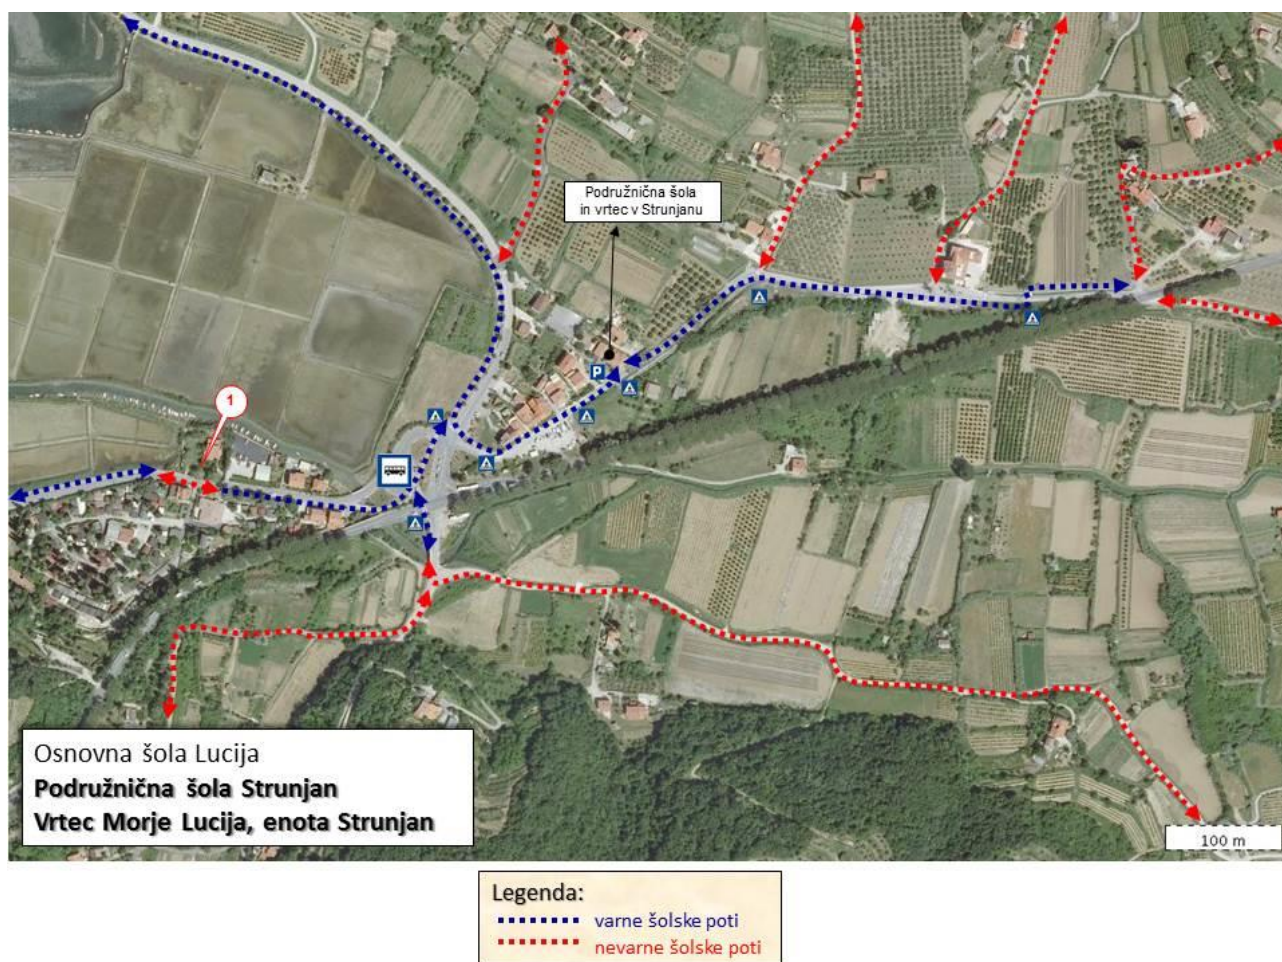 Podružnična šola
in vrtec v Strunjanu
P
1
Osnovna šola Lucija
Podružnična šola Strunjan
Vrtec Morje Lucija, enota Strunjan
100 m
Legenda:
varne šolske poti
nevarne šolske poti